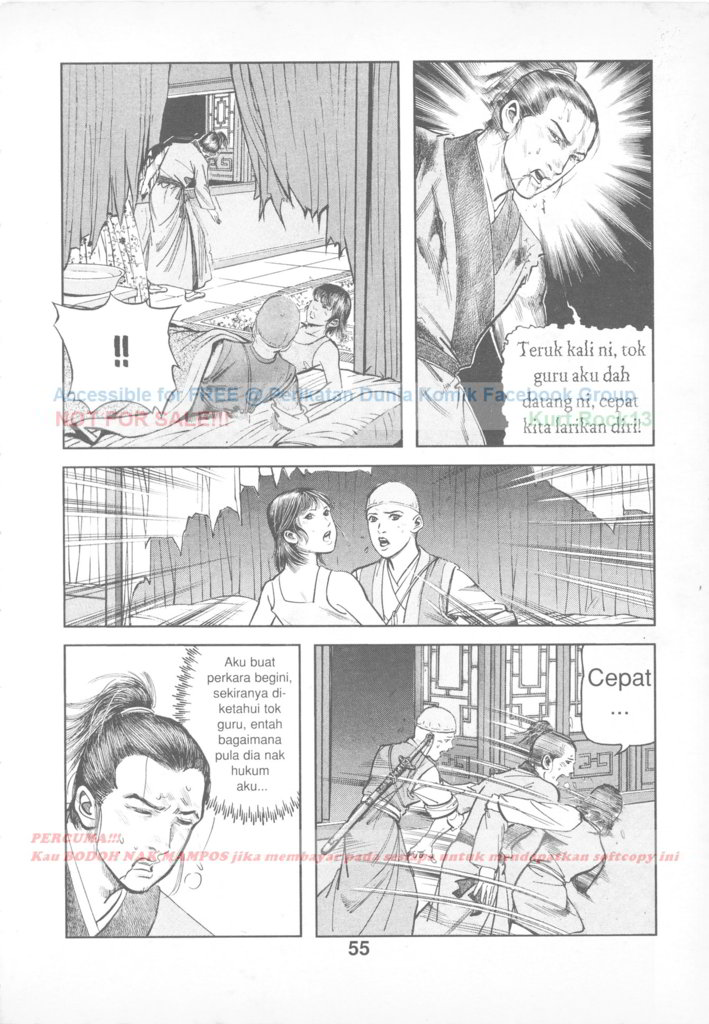 !!
Teruk kali ni, tok
guru aku dah
datang ni, cepat
kita larikan diri!
Accessible for FREE @ Pelikatan Dunia Komik Facebook Group
NOT FOR SALE!!!
Kurt Rock13
Aku buat
perkara begini,
sekiranya di-
ketahui tok
guru, entah
bagaimana
pula dia nak
hukum
aku...
Cepat
...
PERCUMA!!!
Kau BODOH NAK MAMPOS jika membayar pada sesiapa untuk mendapatkan softcopy ini
55